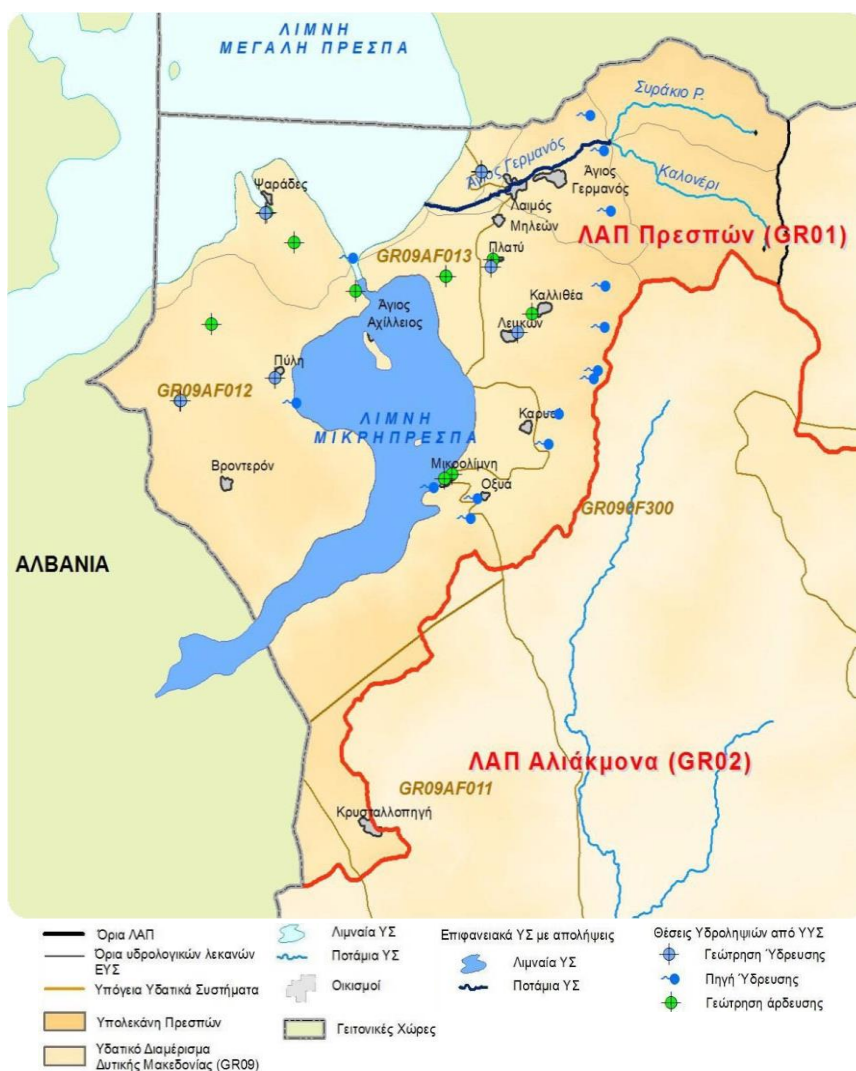 ΛΙΜΝΗ
ΜΕΓΑΛΗ ΠΡΕΣΠΑ
Συράκιο Ρ.
Άγιος Γερμανός
Καλονέρι
Ψαράδες
Άγιος
Γερμανός
Λαιμός
Μηλεών
ΛΑΠ Πρεσπών (GR01)
GR09AF013
Πλατύ
Καλλιθέα
Άγιος
Αχίλλειος
Λευκών
Πύλη
GR09AF012
ΛΙΜΝΗ
ΜΙΚΡΗ ΠΡΕΣΠΑ
Καρυαί
Μικρολίμνη
Βροντερόν
Οξυά
GR090F300
ΑΛΒΑΝΙΑ
ΛΑΠ Αλιάκμονα (GR02)
GR09AF011
Κρυσταλλοπηγή
Όρια ΛΑΠ
Όρια υδρολογικών λεκανών
ΕΥΣ
Υπόγεια Υδατικά Συστήματα
Υπολεκάνη Πρεσπών
Υδατικό Διαμέρισμα
Δυτικής Μακεδονίας (GR09)
Λιμναία ΥΣ
Ποτάμια ΥΣ
Οικισμοί
Γειτονικές Χώρες
Επιφανειακά ΥΣ με απολήψεις
Λιμναία ΥΣ
Ποτάμια ΥΣ
Θέσεις Υδροληψιών από ΥΥΣ
Γεώτρηση Ύδρευσης
Πηγή Ύδρευσης
Γεώτρηση άρδευσης